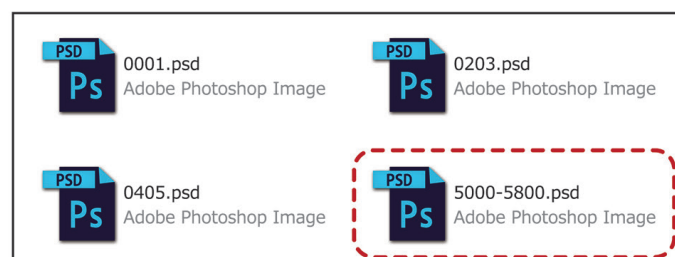 PSD
Ps
0001.psd
Adobe Photoshop Image
PSD
Ps
0203.psd
Adobe Photoshop Image
PSD
Ps
0405.psd
Adobe Photoshop Image
PSD
Ps
5000-5800.psd
Adobe Photoshop Image